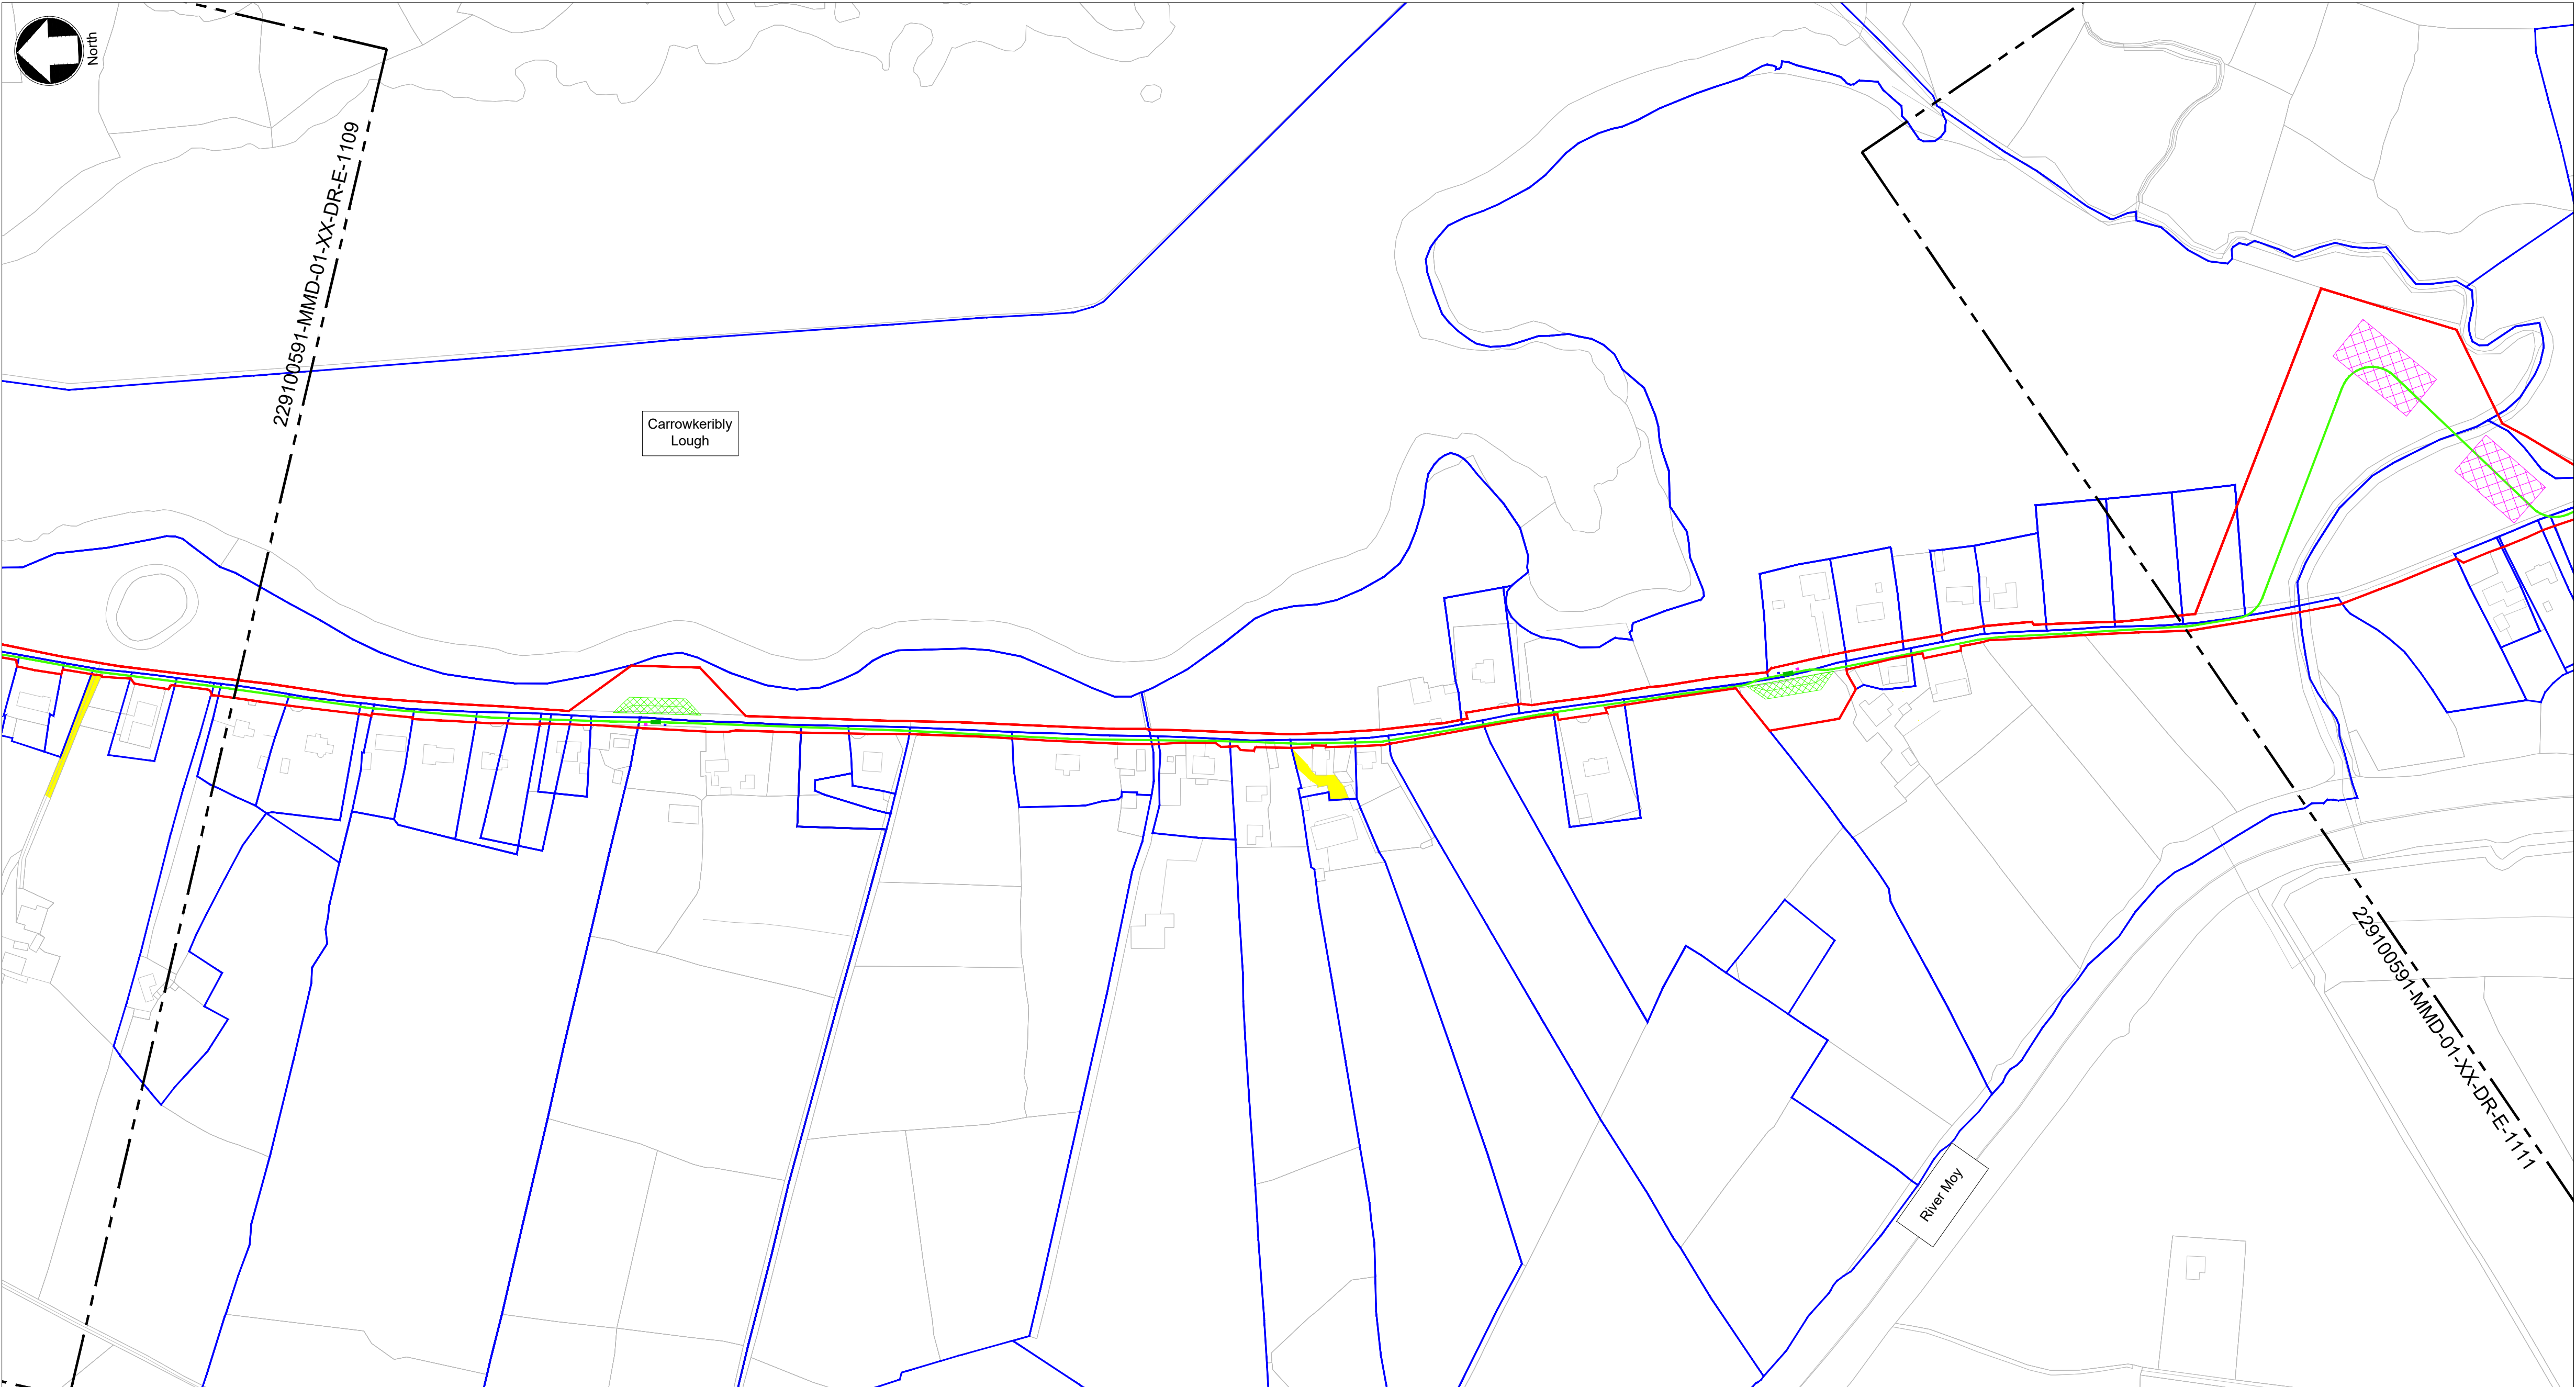 North
229100591-MMD-01-XX-DR-E-1109
Carrowkeribly
Lough
229100591-MMD-01-XX-DR-E-1111
River Moy